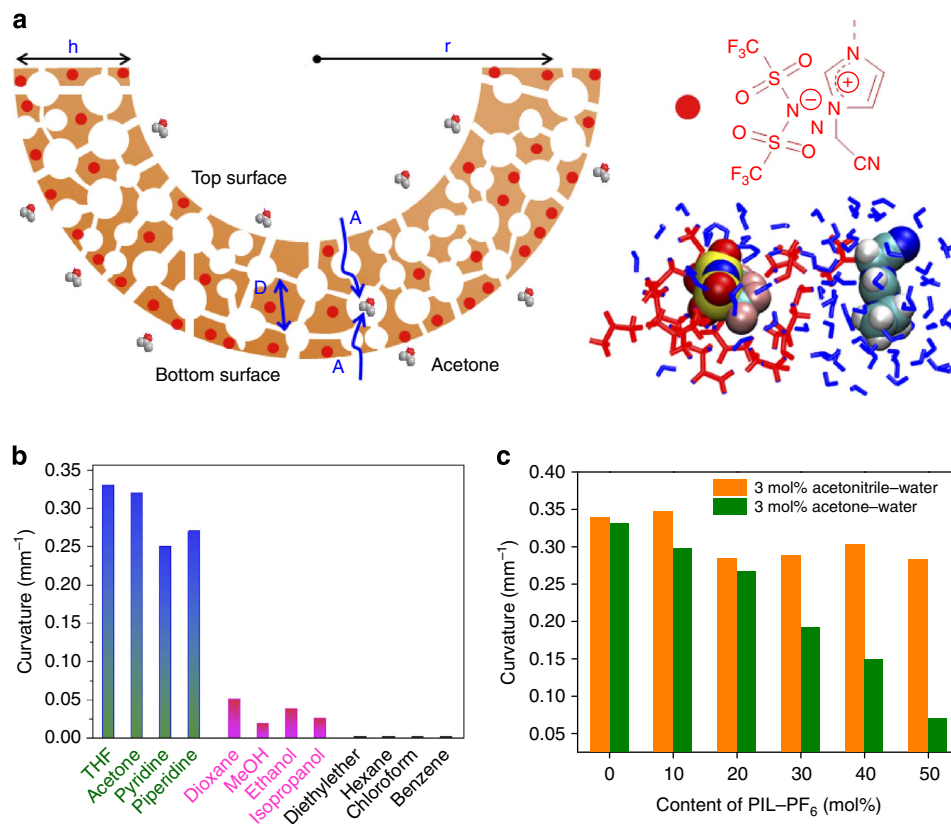 a
h
r
Top surface
A
D
A
Bottom surface
Acetone
F₃C
O
S
O
N
⊖
N
⊕
N
N
O
S
O
F₃C
CN
b
Curvature (mm⁻¹)
0.35
0.30
0.25
0.20
0.15
0.10
0.05
0.00
THF
Acetone
Pyridine
Piperidine
Dioxane
MeOH
Ethanol
Isopropanol
Diethylether
Hexane
Chloroform
Benzene
c
3 mol% acetonitrile–water
3 mol% acetone–water
Curvature (mm⁻¹)
0.40
0.35
0.30
0.25
0.20
0.15
0.10
0.05
0 10 20 30 40 50
Content of PIL–PF₆ (mol%)